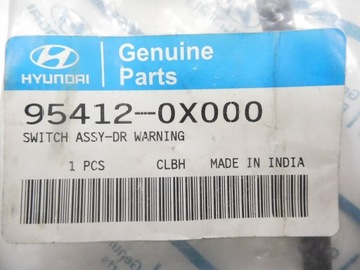 HYUNDAI
Genuine
Parts
95412-0X000
SWITCH ASSY-DR WARNING
1 PCS CLBH MADE IN INDIA